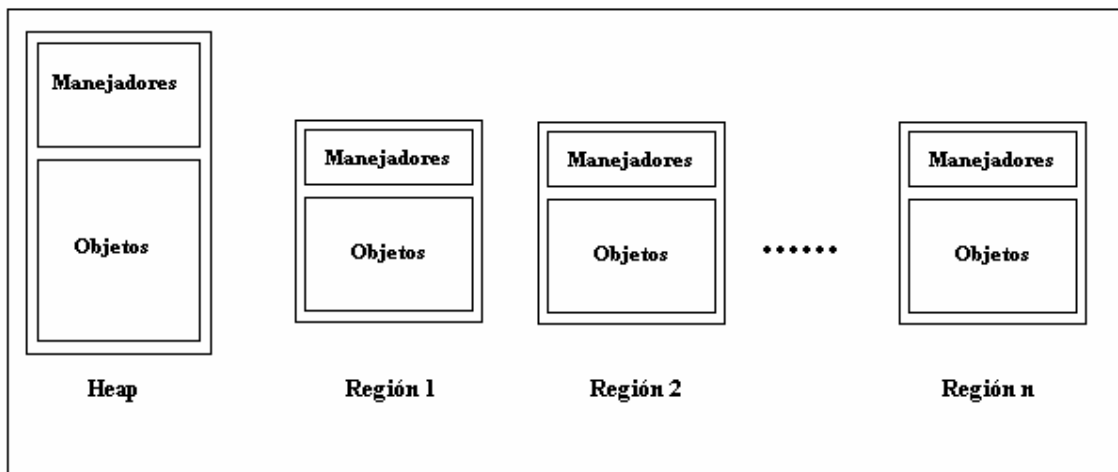 Manejadores
Objetos
Heap
Manejadores
Objetos
Región 1
Manejadores
Objetos
Región 2
......
Manejadores
Objetos
Región n